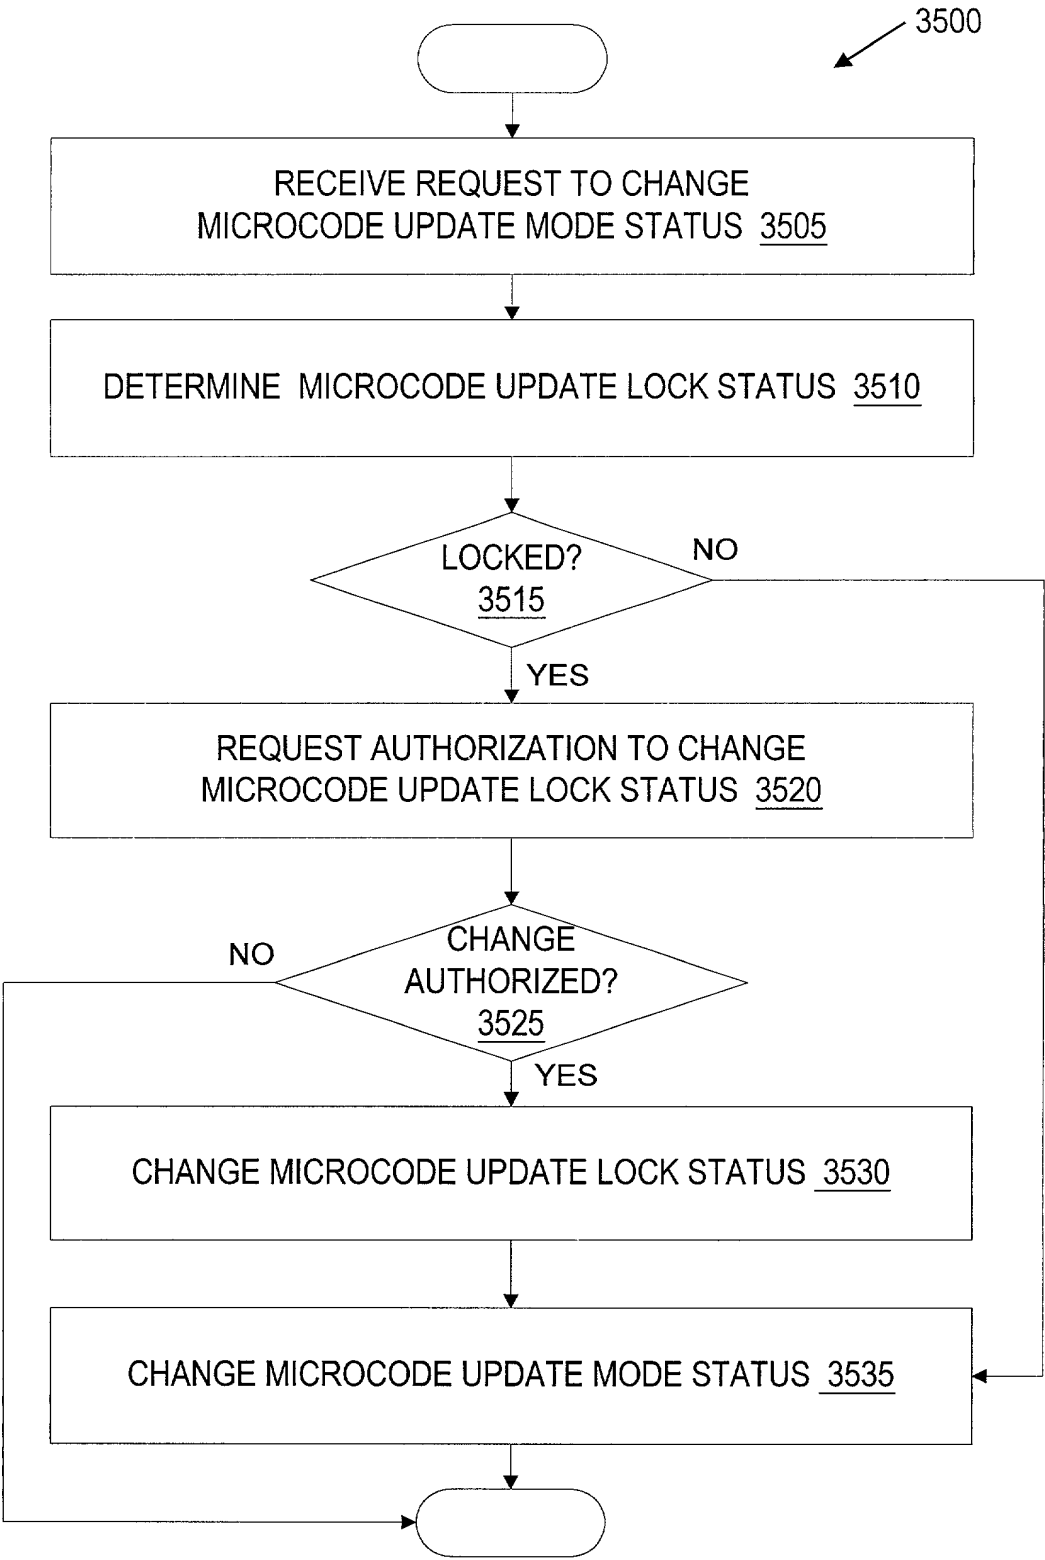 3500
RECEIVE REQUEST TO CHANGE
MICROCODE UPDATE MODE STATUS 3505
DETERMINE MICROCODE UPDATE LOCK STATUS 3510
LOCKED?
3515
NO
YES
REQUEST AUTHORIZATION TO CHANGE
MICROCODE UPDATE LOCK STATUS 3520
CHANGE
AUTHORIZED?
3525
NO
YES
CHANGE MICROCODE UPDATE LOCK STATUS 3530
CHANGE MICROCODE UPDATE MODE STATUS 3535